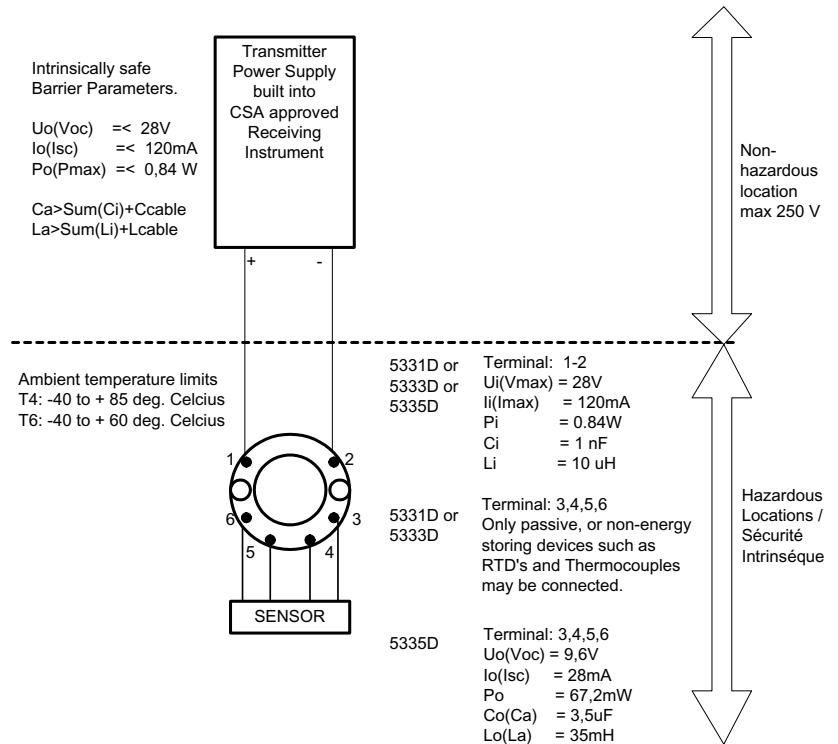 Transmitter
Power Supply
built into
CSA approved
Receiving
Instrument
Intrinsically safe
Barrier Parameters.
Uo(Voc) =< 28V
Io(Isc) =< 120mA
Po(Pmax) =< 0,84 W
Ca>Sum(Ci)+Ccable
La>Sum(Li)+Lcable
+ -
Non-
hazardous
location
max 250 V
Ambient temperature limits
T4: -40 to + 85 deg. Celcius
T6: -40 to + 60 deg. Celcius
1 2
6 3
5 4
SENSOR
5331D or
5333D or
5335D
Terminal: 1-2
Ui(Vmax) = 28V
Ii(Imax) = 120mA
Pi = 0.84W
Ci = 1 nF
Li = 10 uH
5331D or
5333D
Terminal: 3,4,5,6
Only passive, or non-energy
storing devices such as
RTD's and Thermocouples
may be connected.
5335D
Terminal: 3,4,5,6
Uo(Voc) = 9,6V
Io(Isc) = 28mA
Po = 67,2mW
Co(Ca) = 3,5uF
Lo(La) = 35mH
Hazardous
Locations /
Sécurité
Intrinséque